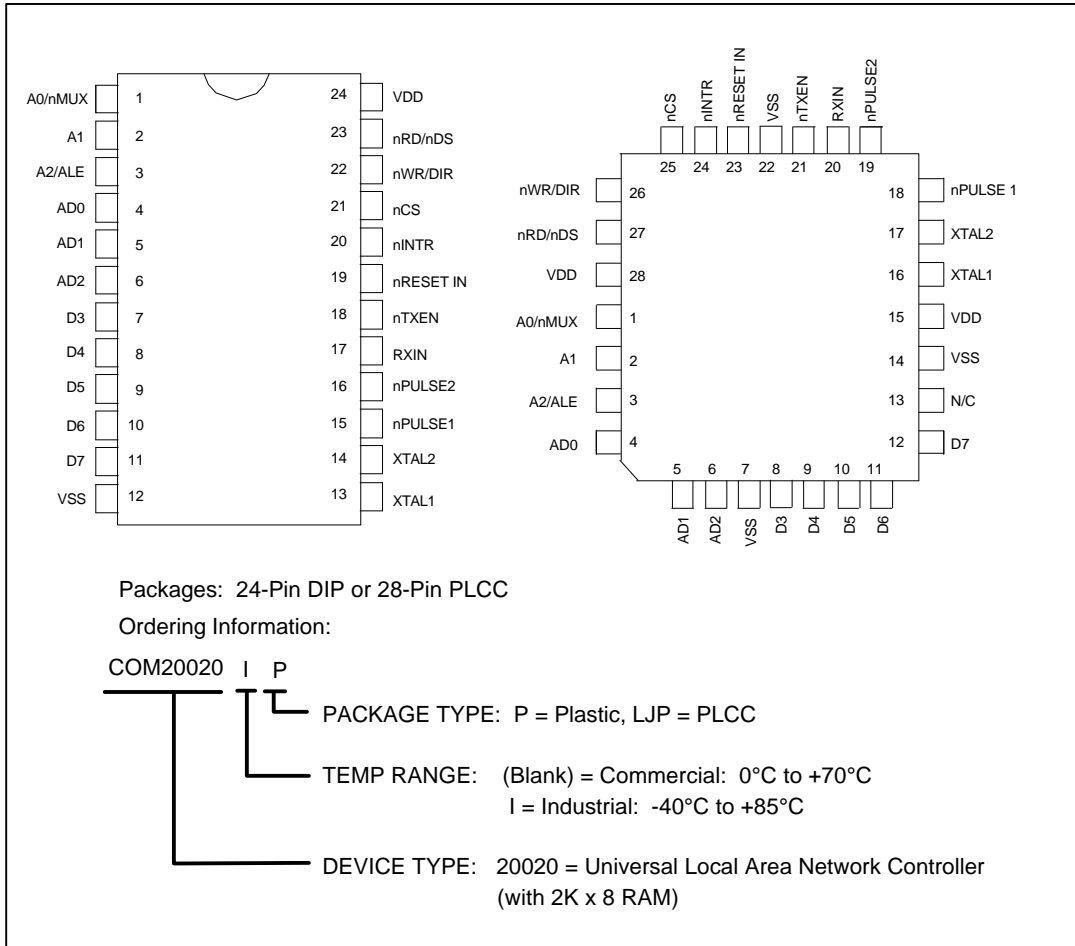 A0/nMUX 1 24 VDD
A1 2 23 nRD/nDS
A2/ALE 3 22 nWR/DIR
AD0 4 21 nCS
AD1 5 20 nINTR
AD2 6 19 nRESET IN
D3 7 18 nTXEN
D4 8 17 RXIN
D5 9 16 nPULSE2
D6 10 15 nPULSE1
D7 11 14 XTAL2
VSS 12 13 XTAL1
nCS nINTR nRESET IN VSS nTXEN RXIN nPULSE2
25 24 23 22 21 20 19
nWR/DIR 26 18 nPULSE 1
nRD/nDS 27 17 XTAL2
VDD 28 16 XTAL1
A0/nMUX 1 15 VDD
A1 2 14 VSS
A2/ALE 3 13 N/C
AD0 4 12 D7
5 6 7 8 9 10 11
AD1 AD2 VSS D3 D4 D5 D6
Packages: 24-Pin DIP or 28-Pin PLCC
Ordering Information:
COM20020 I P
PACKAGE TYPE: P = Plastic, LJP = PLCC
TEMP RANGE: (Blank) = Commercial: 0°C to +70°C
I = Industrial: -40°C to +85°C
DEVICE TYPE: 20020 = Universal Local Area Network Controller
(with 2K x 8 RAM)